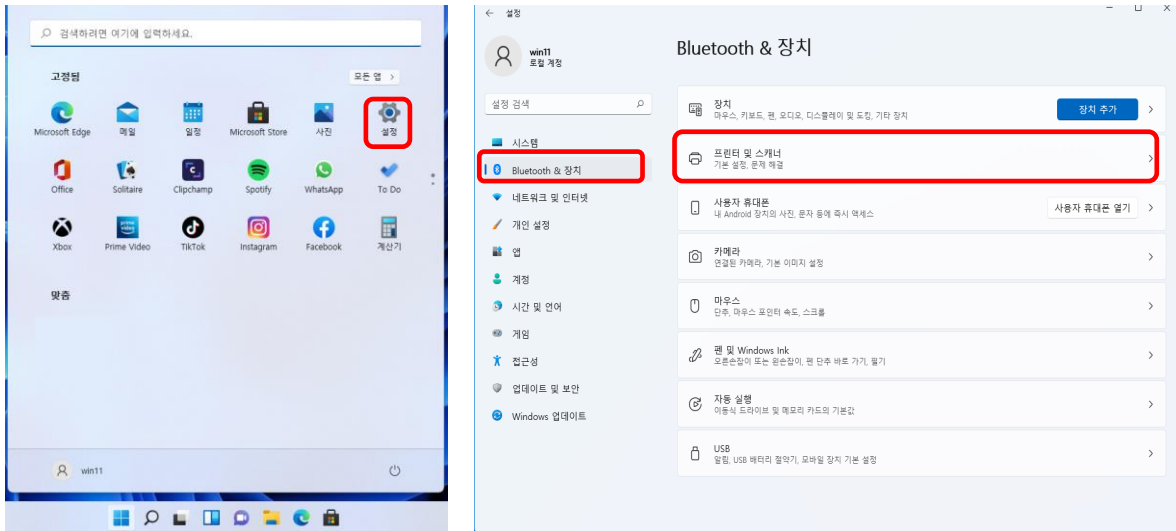 검색하려면 여기에 입력하세요.
고정됨
모든 앱 >
Microsoft Edge
메일
일정
Microsoft Store
사진
설정
Office
Solitaire
Clipchamp
Spotify
WhatsApp
To Do
Xbox
Prime Video
TikTok
Instagram
Facebook
계산기
맞춤
win11
← 설정
win11
로컬 계정
설정 검색
시스템
Bluetooth & 장치
네트워크 및 인터넷
개인 설정
앱
계정
시간 및 언어
게임
접근성
업데이트 및 보안
Windows 업데이트
Bluetooth & 장치
장치
마우스, 키보드, 펜, 오디오, 디스플레이 및 도킹, 기타 장치
장치 추가
프린터 및 스캐너
기본 설정, 문제 해결
사용자 휴대폰
내 Android 장치의 사진, 문자 등에 즉시 액세스
사용자 휴대폰 열기
카메라
연결된 카메라, 기본 이미지 설정
마우스
단추, 마우스 포인터 속도, 스크롤
펜 및 Windows Ink
오른손잡이 또는 왼손잡이, 펜 단추 바로 가기, 필기
자동 실행
이동식 드라이브 및 메모리 카드의 기본값
USB
알림, USB 배터리 절약기, 모바일 장치 기본 설정